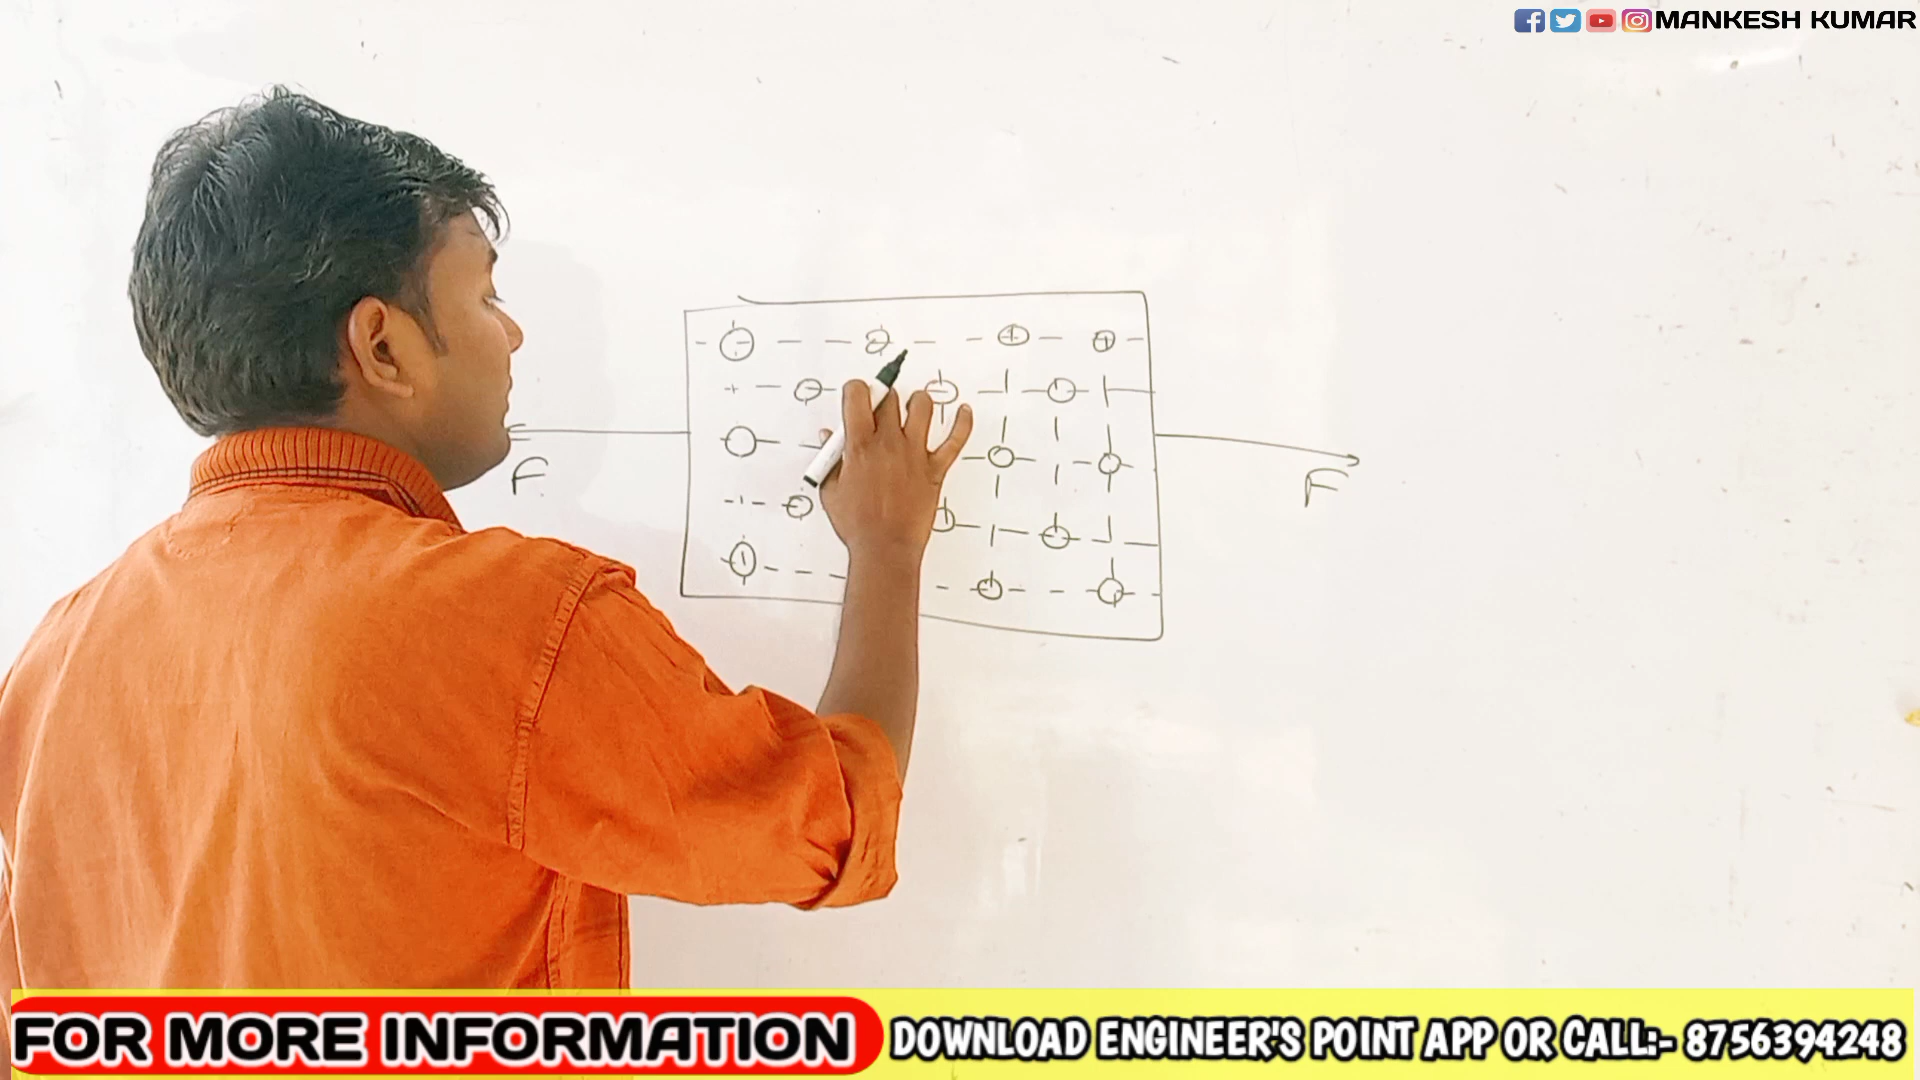 MANKESH KUMAR
F
F
FOR MORE INFORMATION
DOWNLOAD ENGINEER'S POINT APP OR CALL:- 8756394248